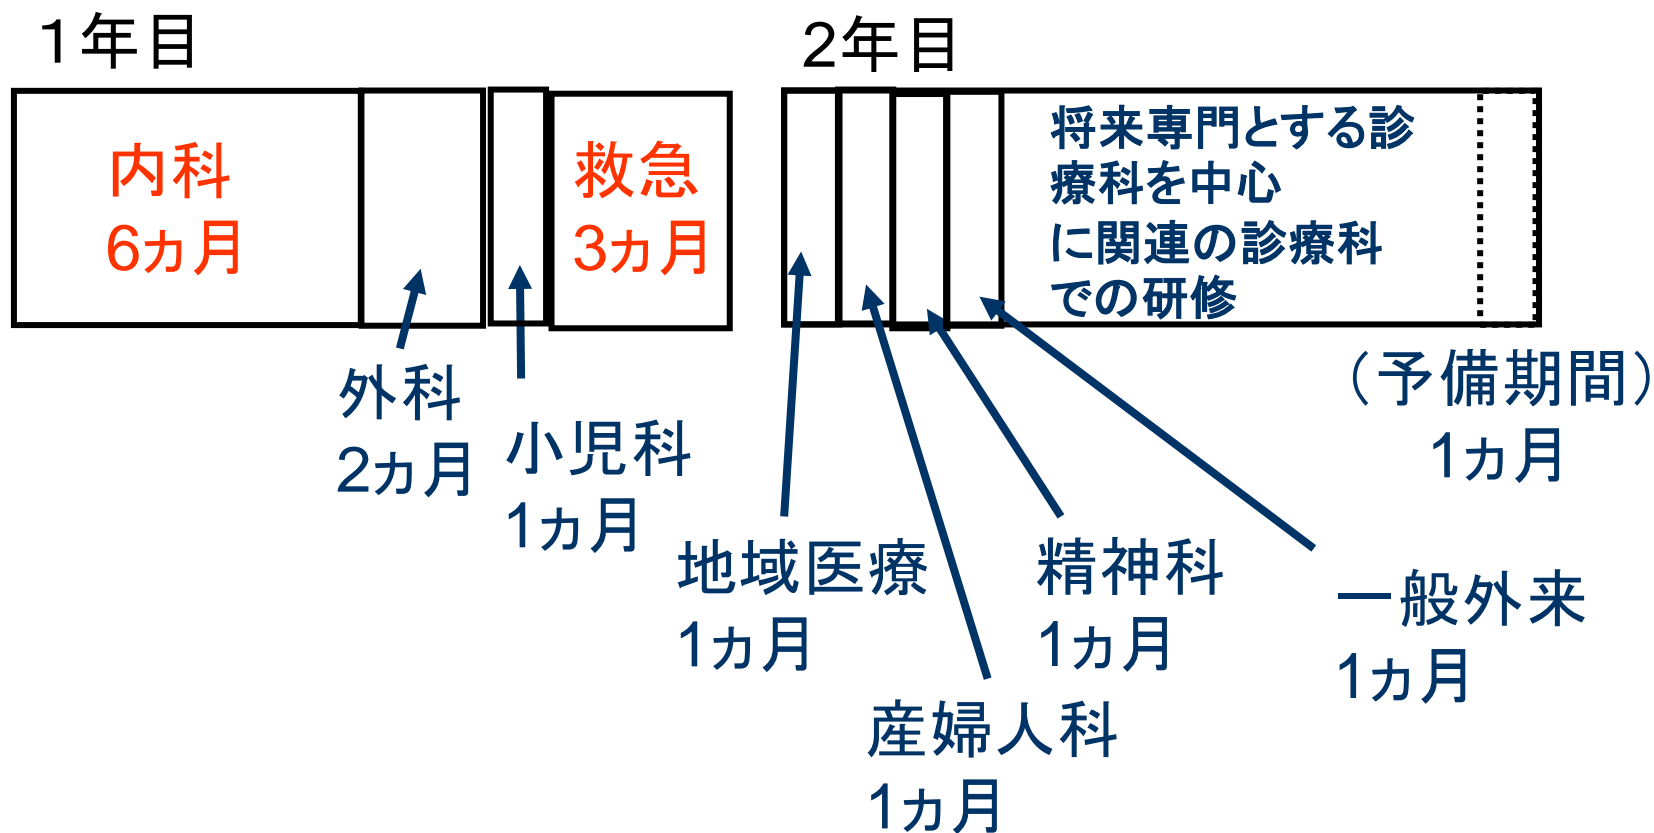 1年目
内科
6ヵ月
外科
2ヵ月
小児科
1ヵ月
救急
3ヵ月
2年目
地域医療
1ヵ月
産婦人科
1ヵ月
精神科
1ヵ月
一般外来
1ヵ月
将来専門とする診
療科を中心
に関連の診療科
での研修
（予備期間）
1ヵ月